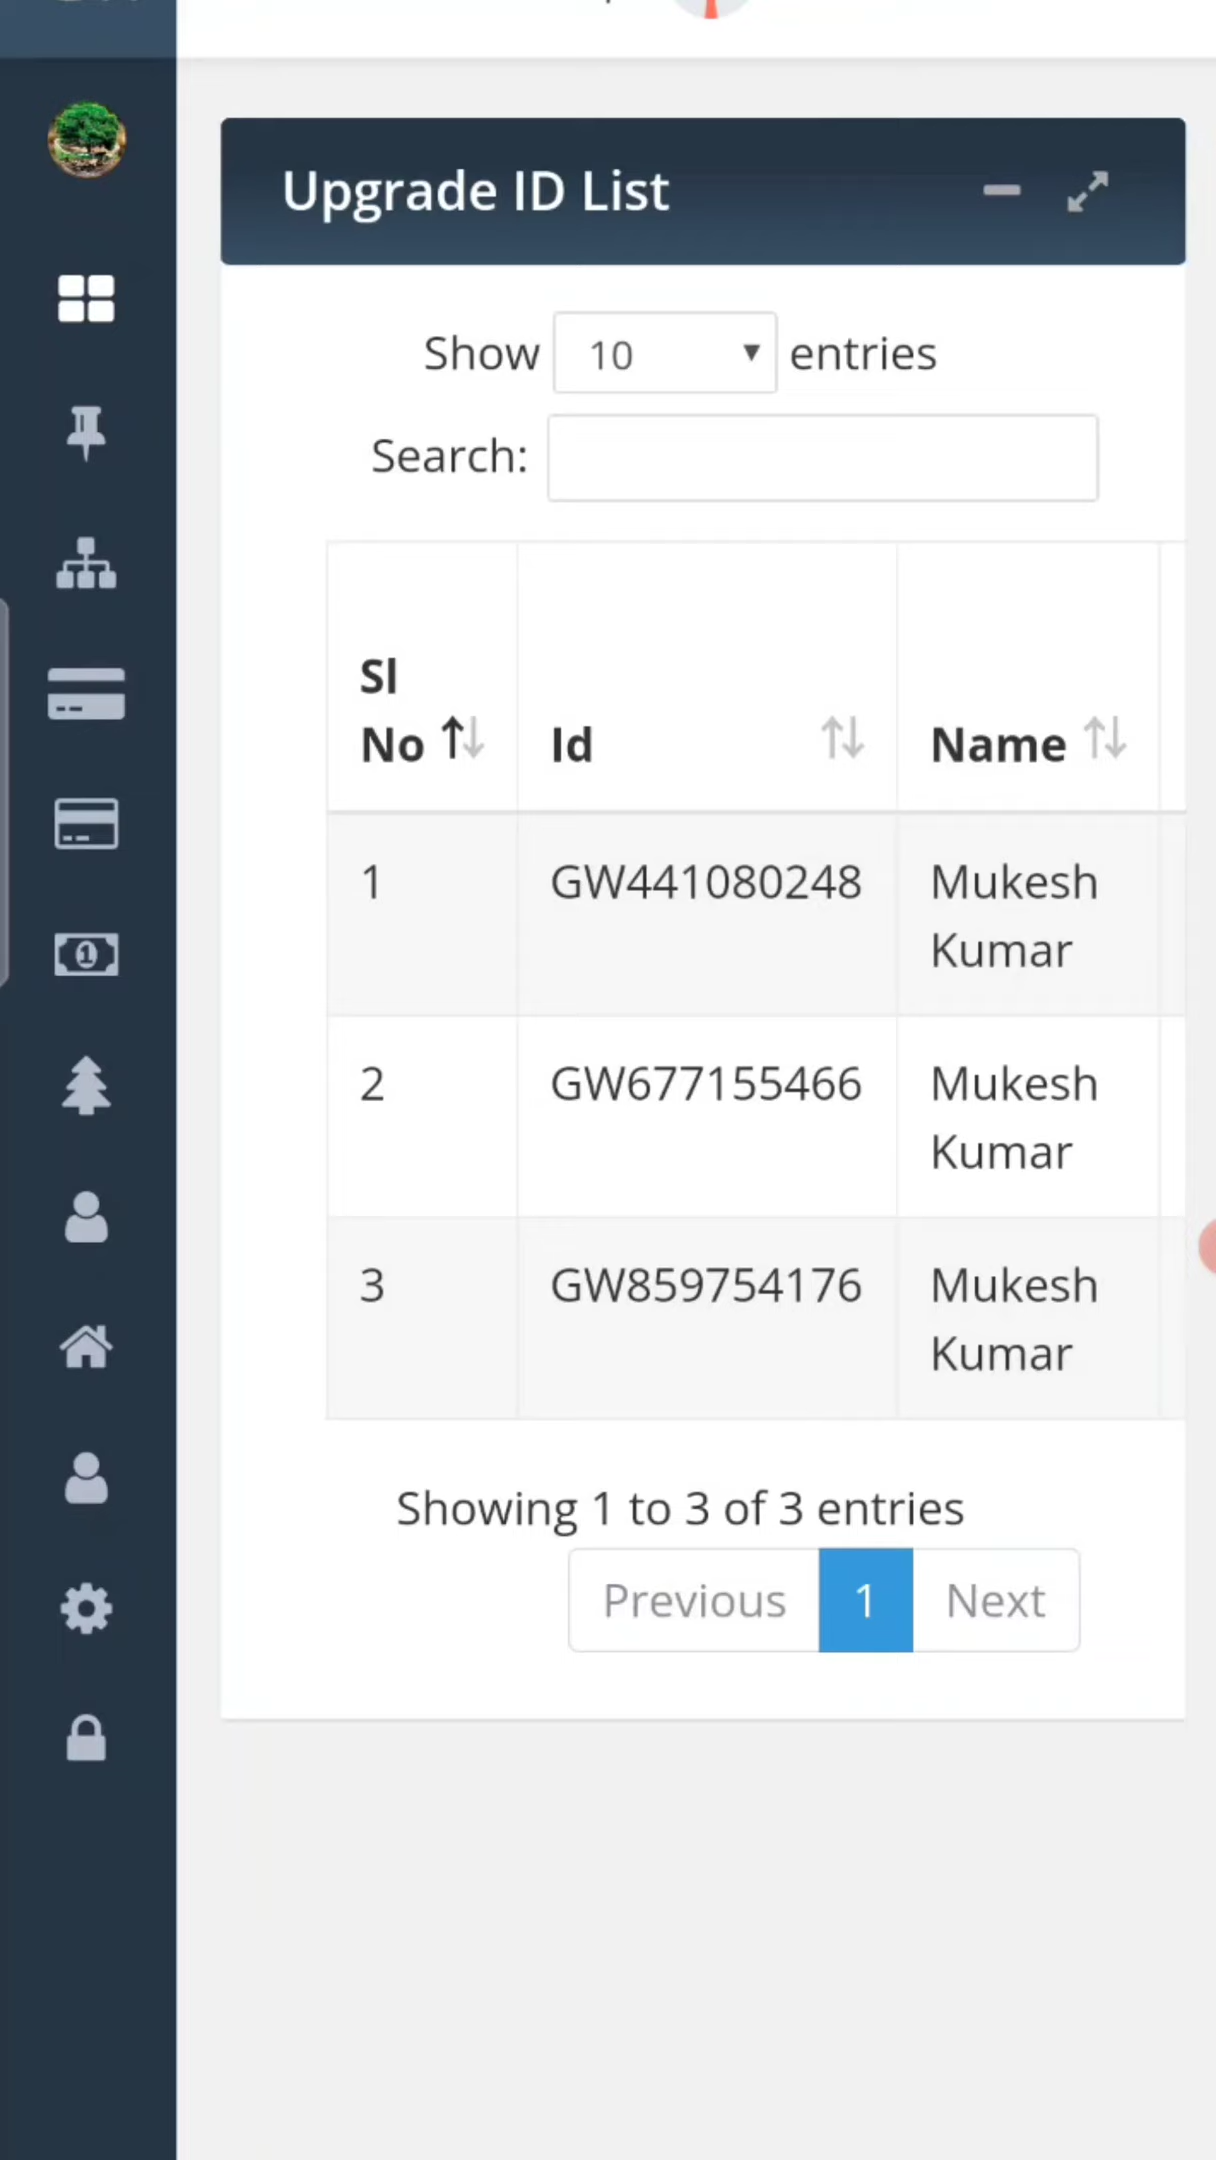 Upgrade ID List
Show 10 entries
Search:
Sl
No Id Name
1 GW441080248 Mukesh
Kumar
2 GW677155466 Mukesh
Kumar
3 GW859754176 Mukesh
Kumar
Showing 1 to 3 of 3 entries
Previous 1 Next